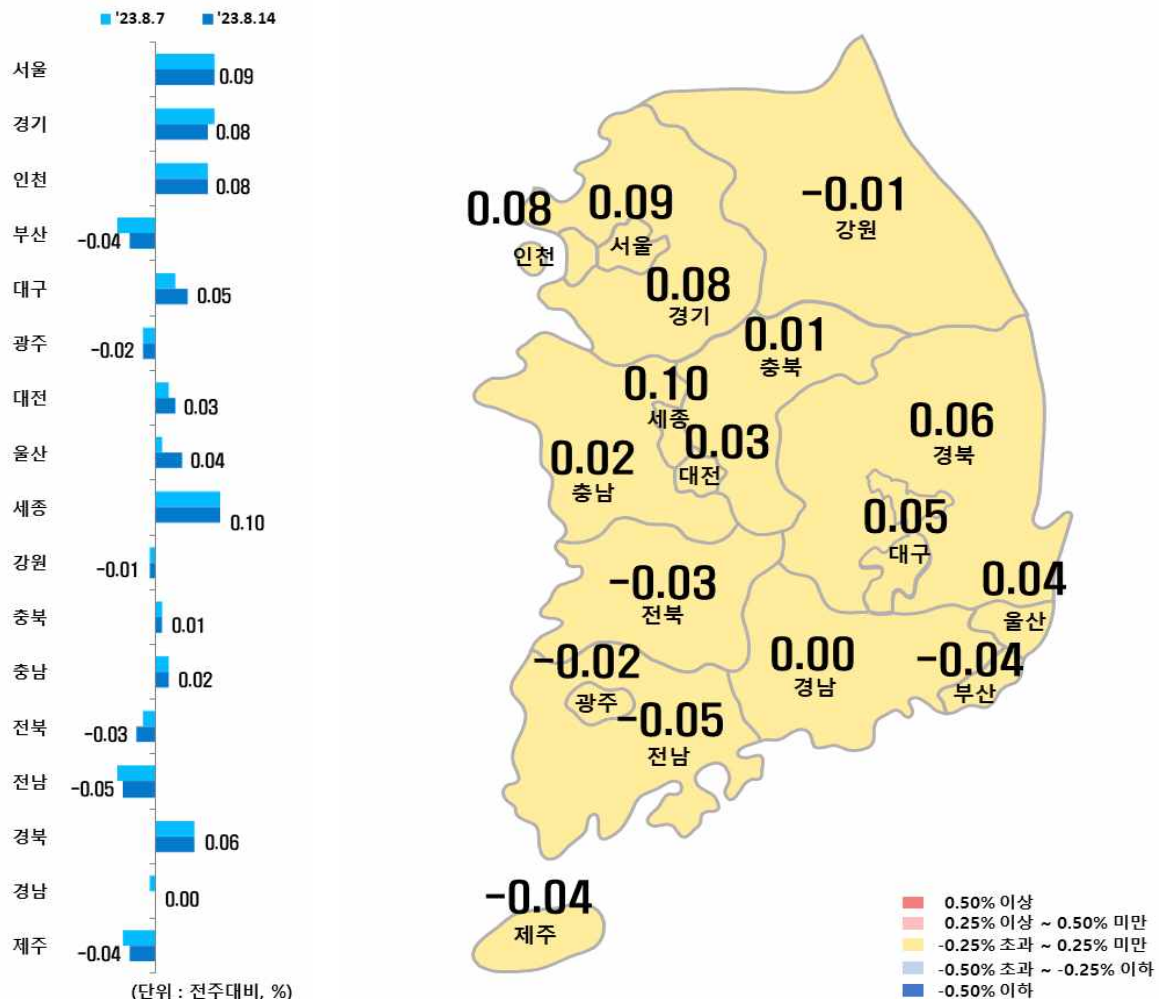 '23.8.7 '23.8.14
서울 0.09
경기 0.08
인천 0.08
부산 -0.04
대구 0.05
광주 -0.02
대전 0.03
울산 0.04
세종 0.10
강원 -0.01
충북 0.01
충남 0.02
전북 -0.03
전남 -0.05
경북 0.06
경남 0.00
제주 -0.04
(단위 : 전주대비, %)
-0.01
강원
0.08
인천
0.09
서울
0.08
경기
0.01
충북
0.10
세종
0.03
대전
0.02
충남
0.06
경북
0.05
대구
0.04
울산
-0.03
전북
0.00
경남
-0.04
부산
-0.02
광주
-0.05
전남
-0.04
제주
0.50% 이상
0.25% 이상 ~ 0.50% 미만
-0.25% 초과 ~ 0.25% 미만
-0.50% 초과 ~ -0.25% 이하
-0.50% 이하